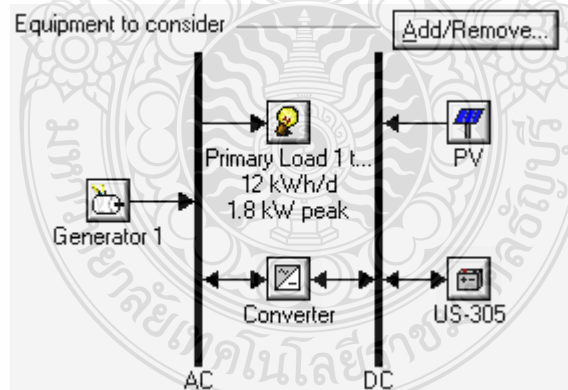 Equipment to consider
Add/Remove...
Primary Load 1 t...
12 kWh/d
1.8 kW peak
PV
Generator 1
Converter
US-305
AC
DC